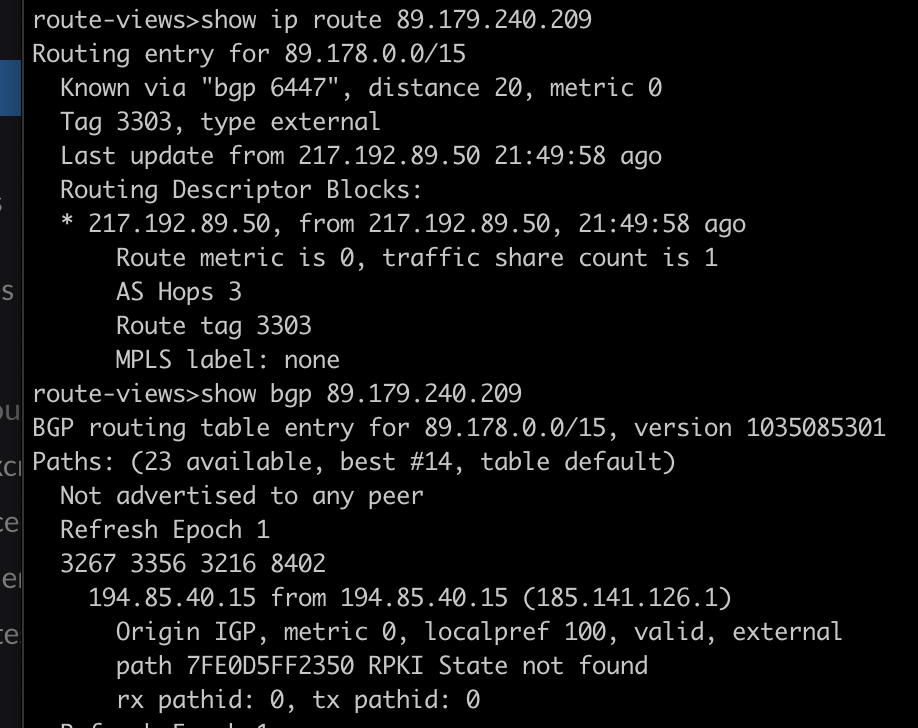 route-views>show ip route 89.179.240.209
Routing entry for 89.178.0.0/15
Known via "bgp 6447", distance 20, metric 0
Tag 3303, type external
Last update from 217.192.89.50 21:49:58 ago
Routing Descriptor Blocks:
* 217.192.89.50, from 217.192.89.50, 21:49:58 ago
Route metric is 0, traffic share count is 1
AS Hops 3
Route tag 3303
MPLS label: none
route-views>show bgp 89.179.240.209
BGP routing table entry for 89.178.0.0/15, version 1035085301
Paths: (23 available, best #14, table default)
Not advertised to any peer
Refresh Epoch 1
3267 3356 3216 8402
194.85.40.15 from 194.85.40.15 (185.141.126.1)
Origin IGP, metric 0, localpref 100, valid, external
path 7FE0D5FF2350 RPKI State not found
rx pathid: 0, tx pathid: 0